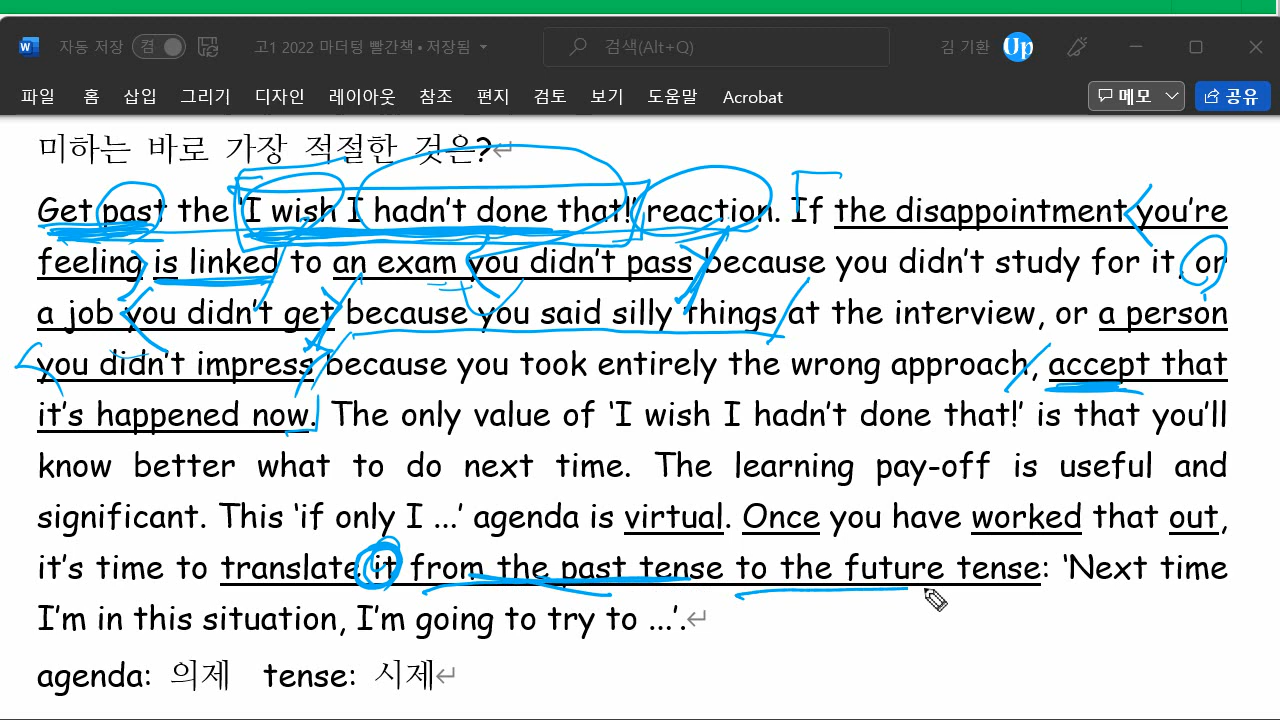 자동 저장 켬 고1 2022 마더팅 빨간책 • 저장됨 검색(Alt+Q) 김 기환 Up
파일 홈 삽입 그리기 디자인 레이아웃 참조 편지 검토 보기 도움말 Acrobat 메모 공유
미하는 바로 가장 적절한 것은?
Get past the ‘I wish I hadn’t done that!’ reaction. If the disappointment you’re
feeling is linked to an exam you didn’t pass because you didn’t study for it, or
a job you didn’t get because you said silly things at the interview, or a person
you didn’t impress because you took entirely the wrong approach, accept that
it’s happened now. The only value of ‘I wish I hadn’t done that!’ is that you’ll
know better what to do next time. The learning pay-off is useful and
significant. This ‘if only I ...’ agenda is virtual. Once you have worked that out,
it’s time to translate it from the past tense to the future tense: ‘Next time
I’m in this situation, I’m going to try to ...’.
agenda: 의제 tense: 시제